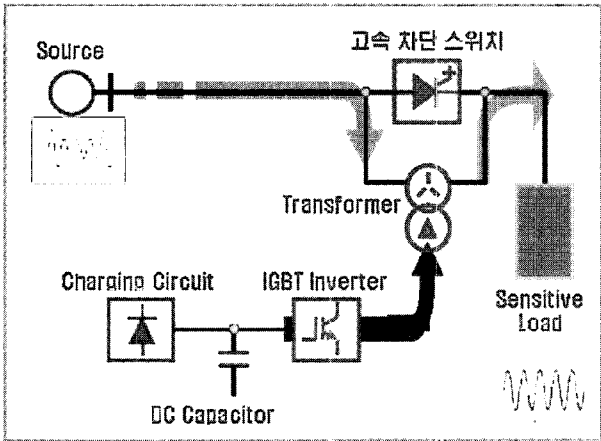 Source
고속 차단 스위치
Transformer
Charging Circuit
IGBT Inverter
Sensitive
Load
DC Capacitor